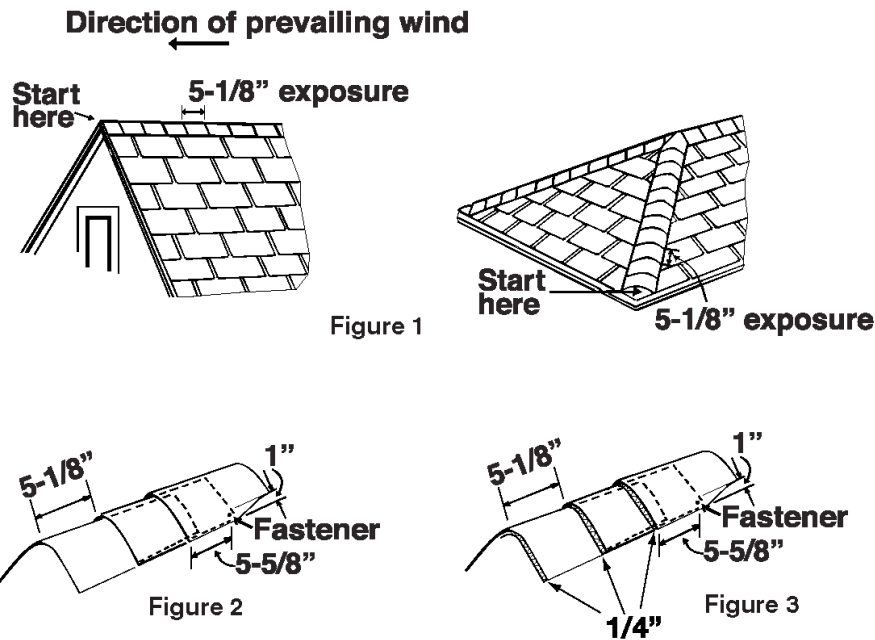 Direction of prevailing wind
Start
here
5-1/8” exposure
Start
here
5-1/8” exposure
Figure 1
5-1/8”
1”
Fastener
5-5/8”
Figure 2
5-1/8”
1”
Fastener
5-5/8”
1/4”
Figure 3